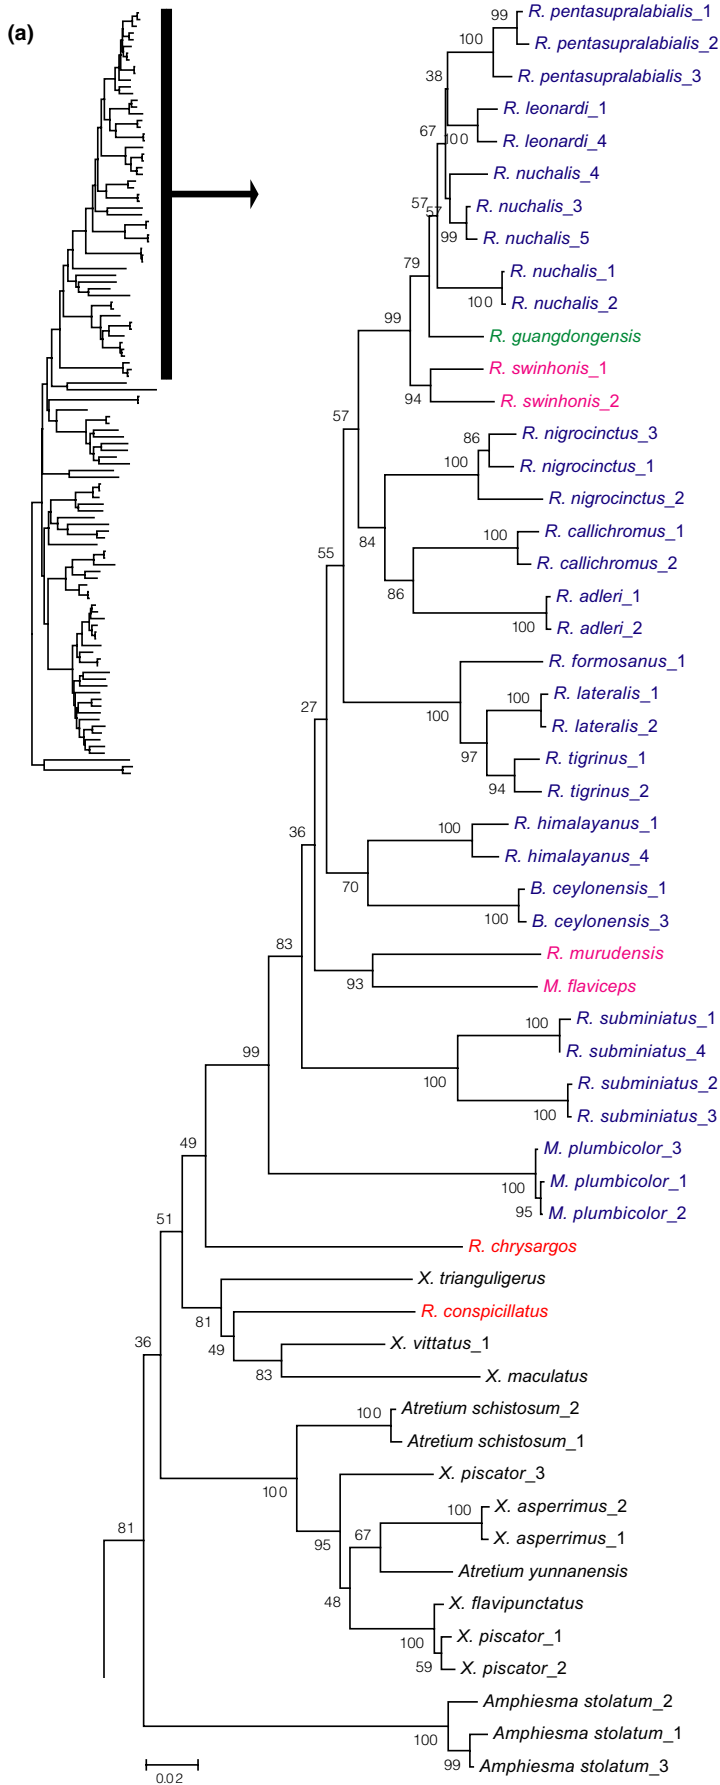 (a)
99
R. pentasupralabialis_1
R. pentasupralabialis_2
100
R. pentasupralabialis_3
38
R. leonardi_1
67
100
R. leonardi_4
R. nuchalis_4
57
57
R. nuchalis_3
99
R. nuchalis_5
79
R. nuchalis_1
100
R. nuchalis_2
99
R. guangdongensis
R. swinhonis_1
94
R. swinhonis_2
57
86
R. nigrocinctus_3
100
R. nigrocinctus_1
R. nigrocinctus_2
84
100
R. callichromus_1
R. callichromus_2
55
86
R. adleri_1
100
R. adleri_2
R. formosanus_1
100
R. lateralis_1
27
100
R. lateralis_2
97
R. tigrinus_1
94
R. tigrinus_2
36
100
R. himalayanus_1
R. himalayanus_4
70
B. ceylonensis_1
100
B. ceylonensis_3
83
R. murudensis
93
M. flaviceps
100
R. subminiatus_1
99
R. subminiatus_4
100
R. subminiatus_2
100
R. subminiatus_3
49
M. plumbicolor_3
100
M. plumbicolor_1
95
M. plumbicolor_2
51
R. chrysargos
X. trianguligerus
81
R. conspicillatus
36
49
X. vittatus_1
83
X. maculatus
100
Atretium schistosum_2
Atretium schistosum_1
100
X. piscator_3
81
95
100
X. asperrimus_2
67
X. asperrimus_1
Atretium yunnanensis
48
X. flavipunctatus
100
X. piscator_1
59
X. piscator_2
Amphiesma stolatum_2
100
Amphiesma stolatum_1
99
Amphiesma stolatum_3
0.02